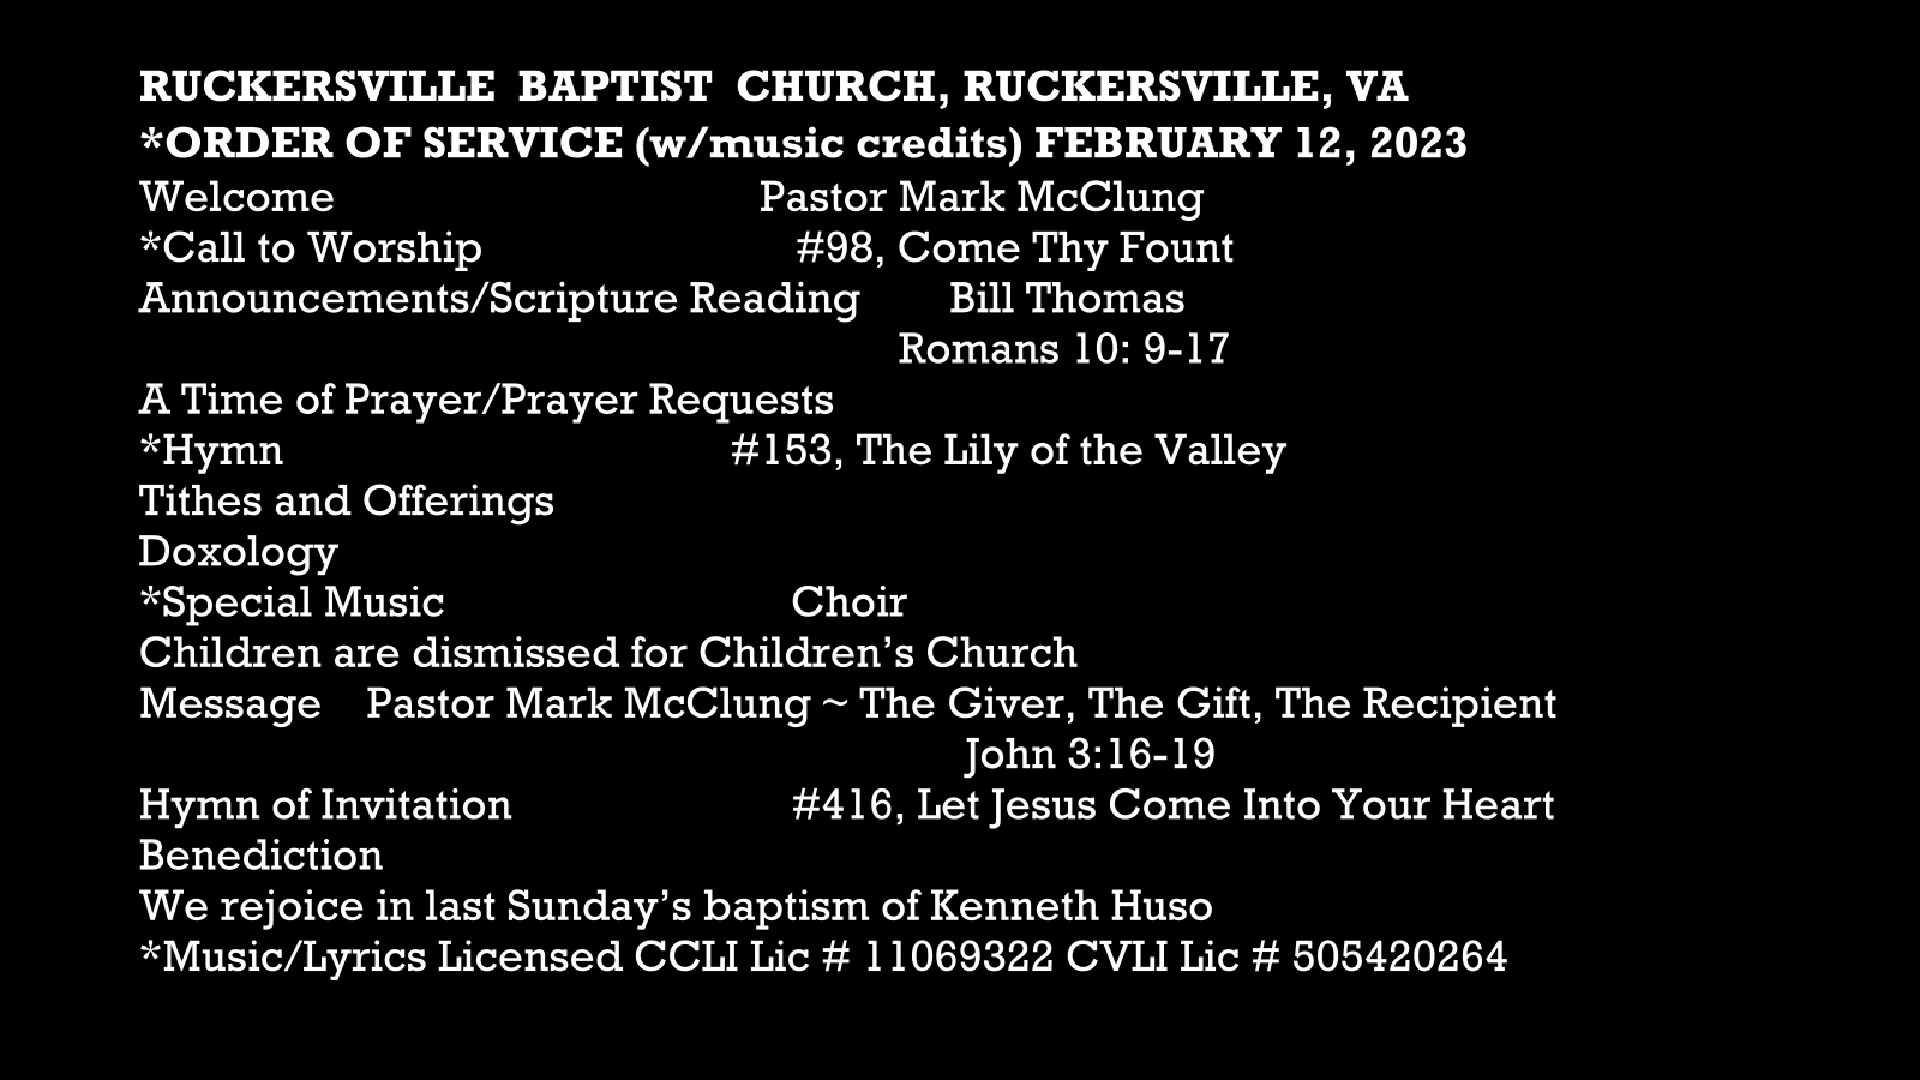 RUCKERSVILLE BAPTIST CHURCH, RUCKERSVILLE, VA
*ORDER OF SERVICE (w/music credits) FEBRUARY 12, 2023
Welcome Pastor Mark McClung
*Call to Worship #98, Come Thy Fount
Announcements/Scripture Reading Bill Thomas
Romans 10: 9-17
A Time of Prayer/Prayer Requests
*Hymn #153, The Lily of the Valley
Tithes and Offerings
Doxology
*Special Music Choir
Children are dismissed for Children’s Church
Message Pastor Mark McClung ~ The Giver, The Gift, The Recipient
John 3:16-19
Hymn of Invitation #416, Let Jesus Come Into Your Heart
Benediction
We rejoice in last Sunday’s baptism of Kenneth Huso
*Music/Lyrics Licensed CCLI Lic # 11069322 CVLI Lic # 505420264